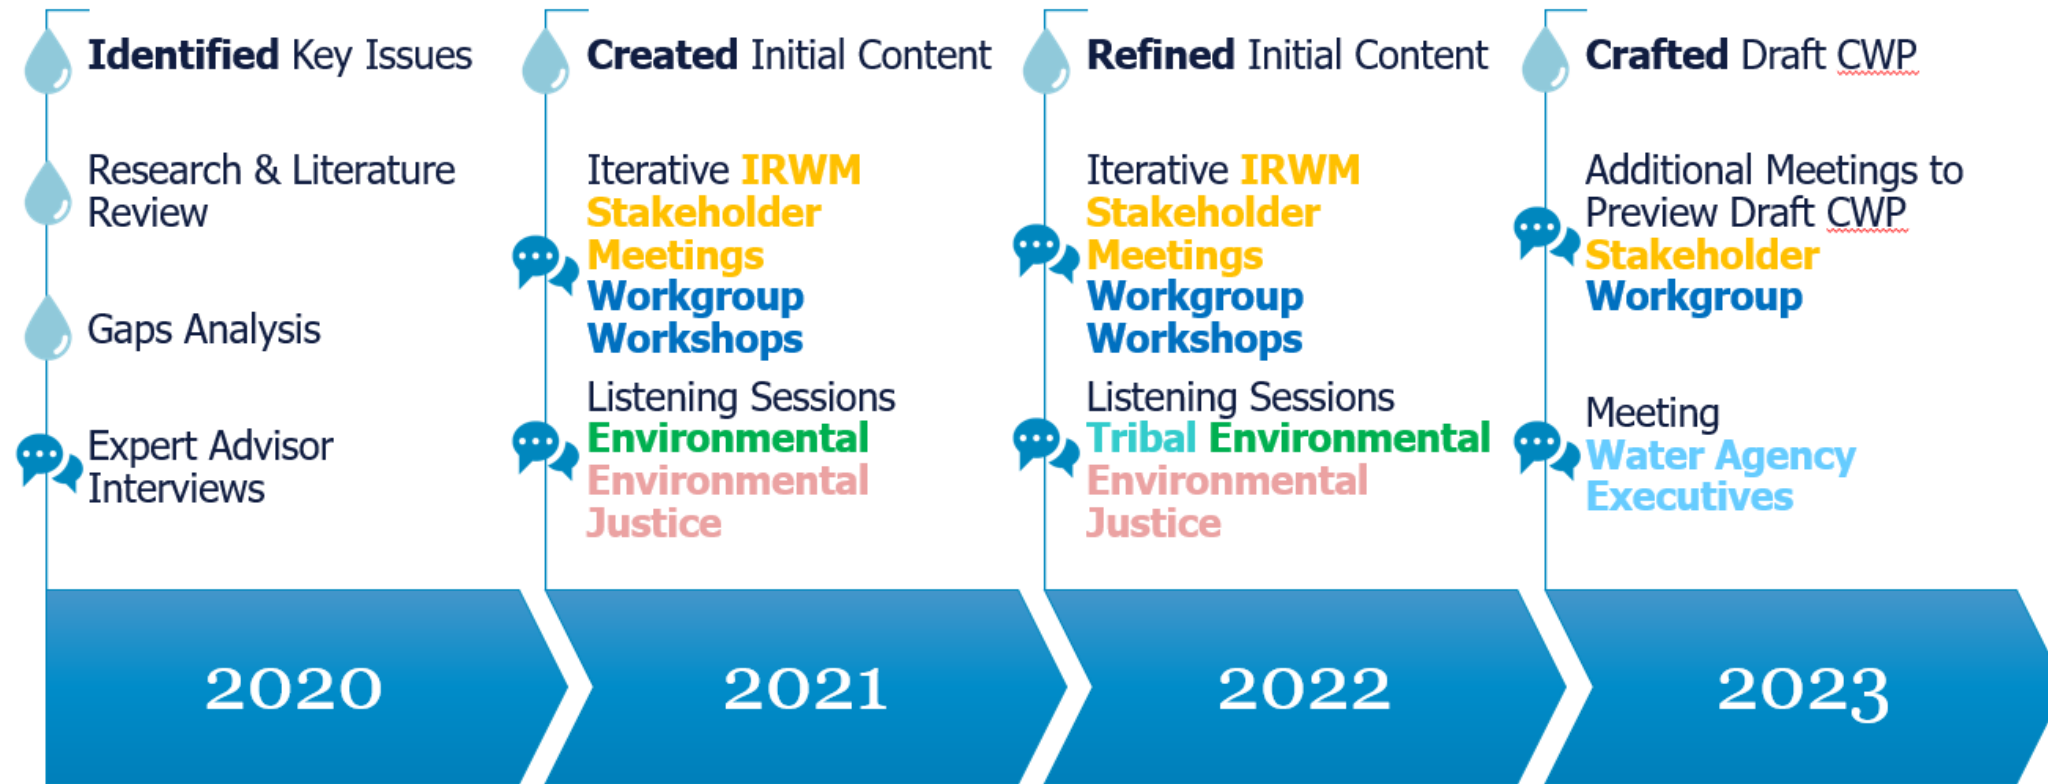 Identified Key Issues
Research & Literature
Review
Gaps Analysis
Expert Advisor
Interviews
2020
Created Initial Content
Iterative IRWM
Stakeholder
Meetings
Workgroup
Workshops
Listening Sessions
Environmental
Environmental
Justice
2021
Refined Initial Content
Iterative IRWM
Stakeholder
Meetings
Workgroup
Workshops
Listening Sessions
Tribal Environmental
Environmental
Justice
2022
Crafted Draft CWP
Additional Meetings to
Preview Draft CWP
Stakeholder
Workgroup
Meeting
Water Agency
Executives
2023